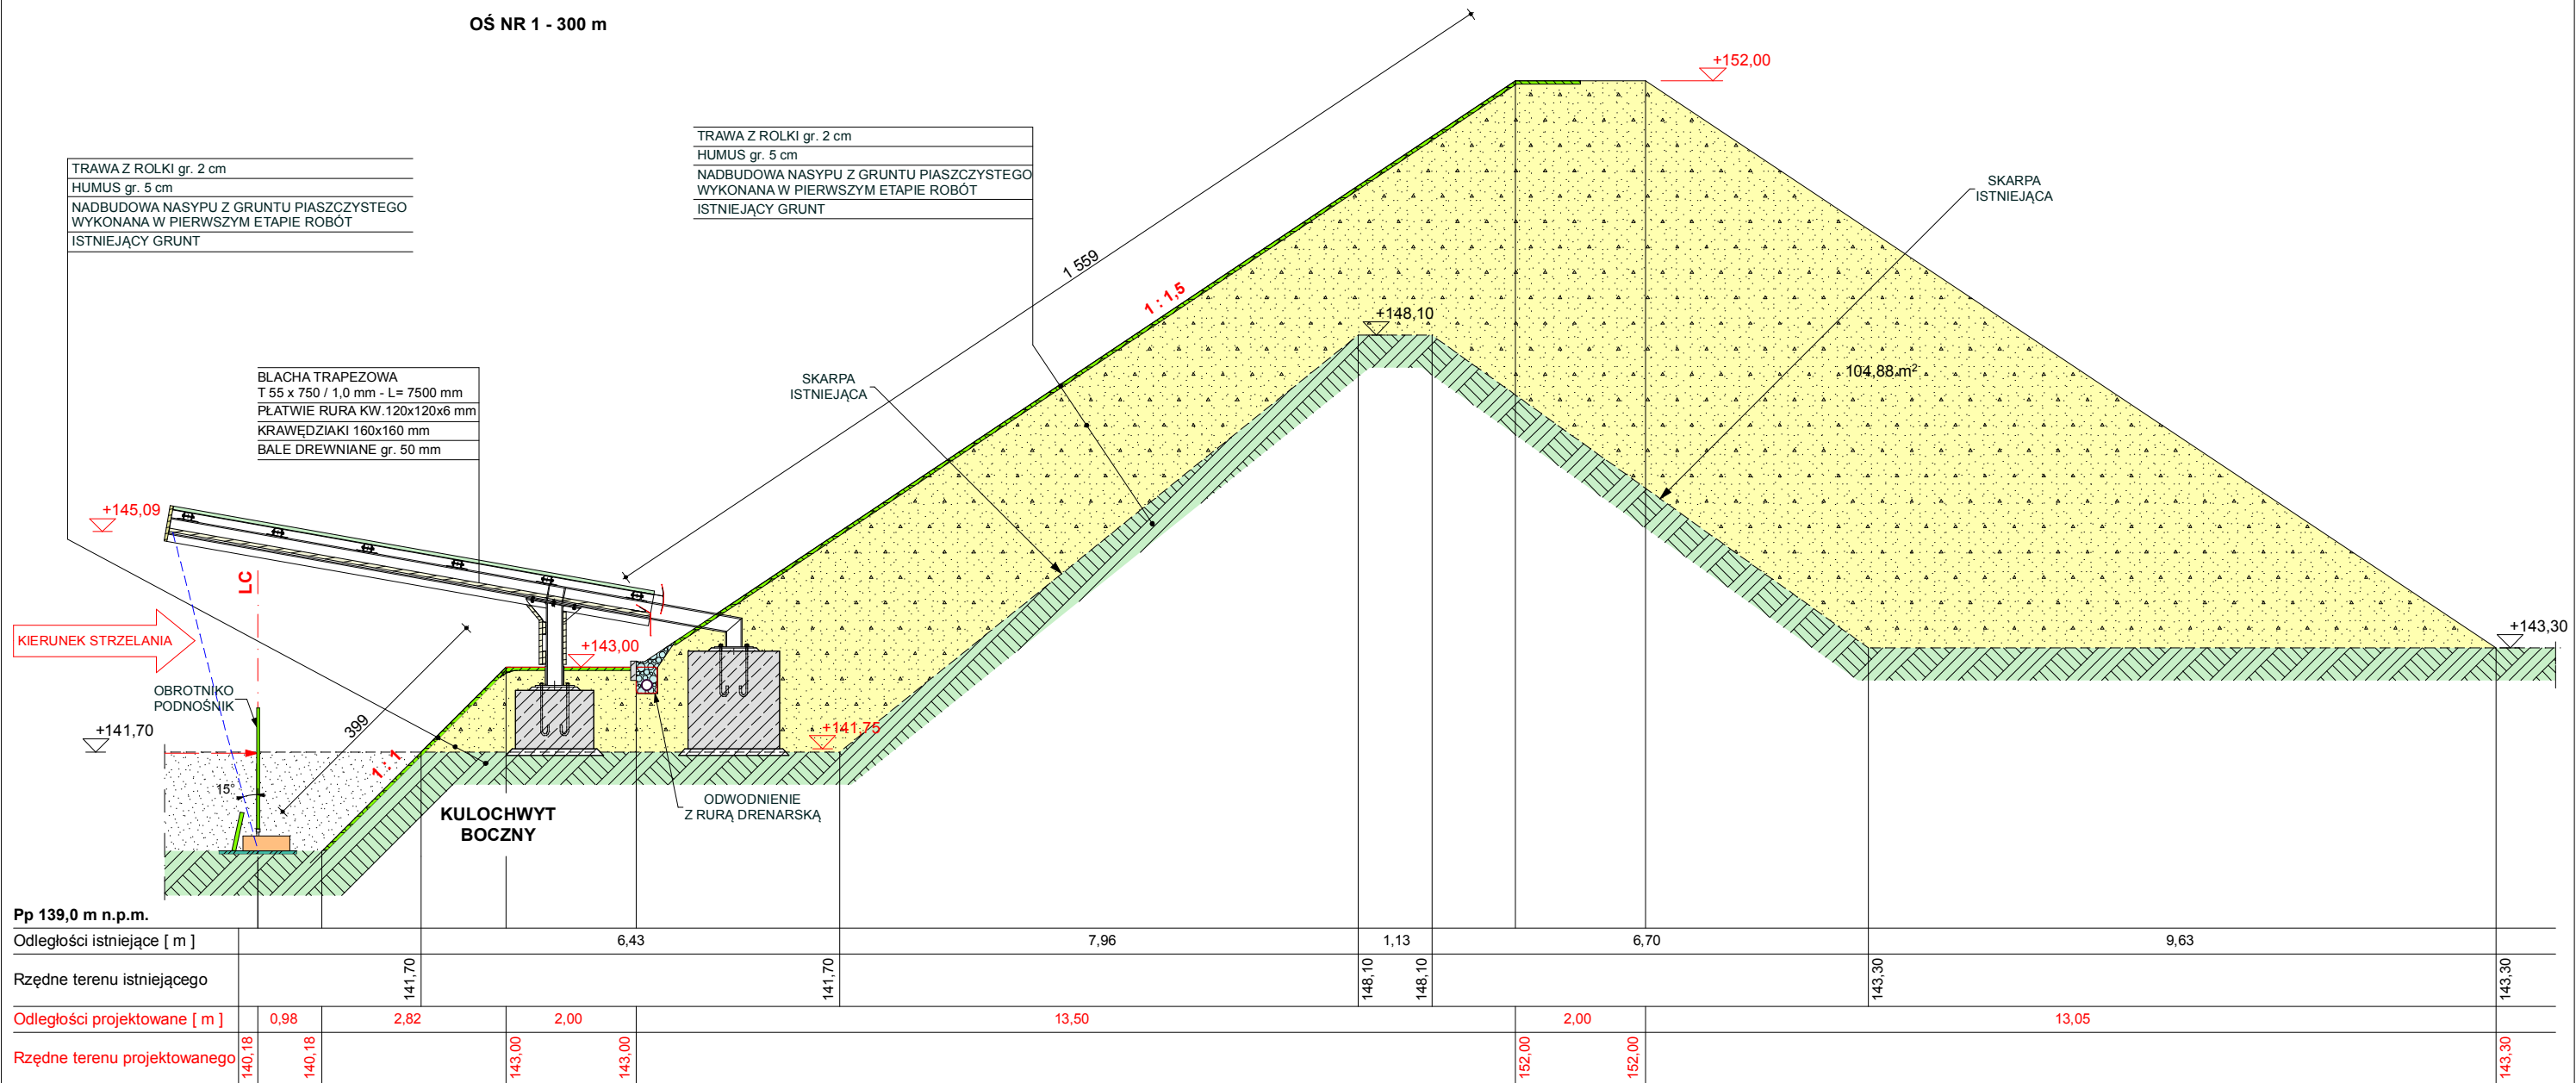 OŚ NR 1 - 300 m
+152,00
TRAWA Z ROLKI gr. 2 cm
HUMUS gr. 5 cm
NADBUDOWA NASYPU Z GRUNTU PIASZCZYSTEGO
WYKONANA W PIERWSZYM ETAPIE ROBÓT
ISTNIEJĄCY GRUNT
TRAWA Z ROLKI gr. 2 cm
HUMUS gr. 5 cm
NADBUDOWA NASYPU Z GRUNTU PIASZCZYSTEGO
WYKONANA W PIERWSZYM ETAPIE ROBÓT
ISTNIEJĄCY GRUNT
SKARPA
ISTNIEJĄCA
1 559
1 : 1,5
+148,10
SKARPA
ISTNIEJĄCA
104,88 m²
BLACHA TRAPEZOWA
T 55 x 750 / 1,0 mm - L= 7500 mm
PŁATWIE RURA KW.120x120x6 mm
KRAWĘDZIAKI 160x160 mm
BALE DREWNIANE gr. 50 mm
+145,09
LC
KIERUNEK STRZELANIA
+143,00
+143,30
OBROTNIKO
PODNOŚNIK
399
+141,70
+141,75
1 : 1
15°
KULOCHWYT
BOCZNY
ODWODNIENIE
Z RURĄ DRENARSKĄ
Pp 139,0 m n.p.m.
Odległości istniejące [ m ] 6,43 7,96 1,13 6,70 9,63
Rzędne terenu istniejącego 141,70 141,70 148,10 148,10 143,30 143,30
Odległości projektowane [ m ] 0,98 2,82 2,00 13,50 2,00 13,05
Rzędne terenu projektowanego 140,18 140,18 143,00 143,00 152,00 152,00 143,30